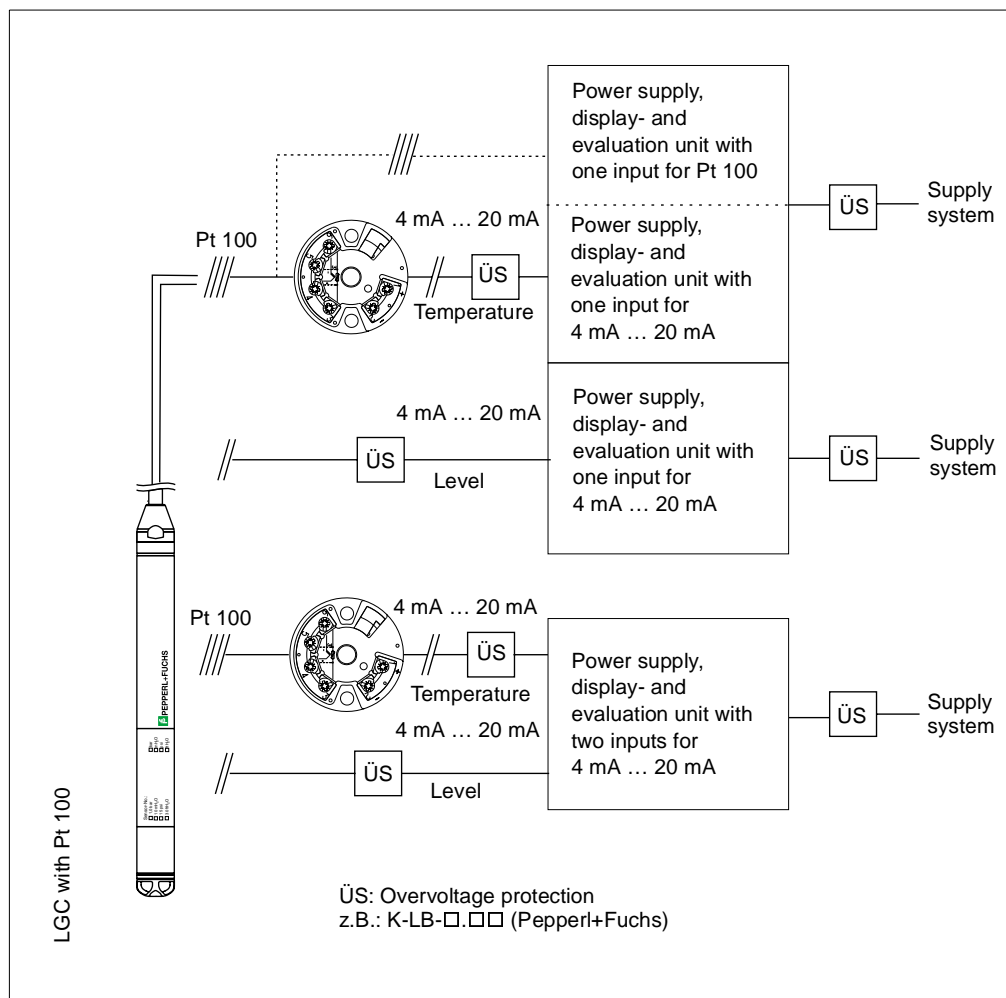 Power supply,
display- and
evaluation unit with
one input for Pt 100
Pt 100
4 mA … 20 mA
Temperature
ÜS
Power supply,
display- and
evaluation unit with
one input for
4 mA … 20 mA
ÜS
Supply
system
4 mA … 20 mA
ÜS
Level
Power supply,
display- and
evaluation unit with
one input for
4 mA … 20 mA
ÜS
Supply
system
Pt 100
4 mA … 20 mA
Temperature
ÜS
4 mA … 20 mA
ÜS
Level
Power supply,
display- and
evaluation unit with
two inputs for
4 mA … 20 mA
ÜS
Supply
system
PEPPERL+FUCHS
LGC with Pt 100
ÜS: Overvoltage protection
z.B.: K-LB-□.□□ (Pepperl+Fuchs)